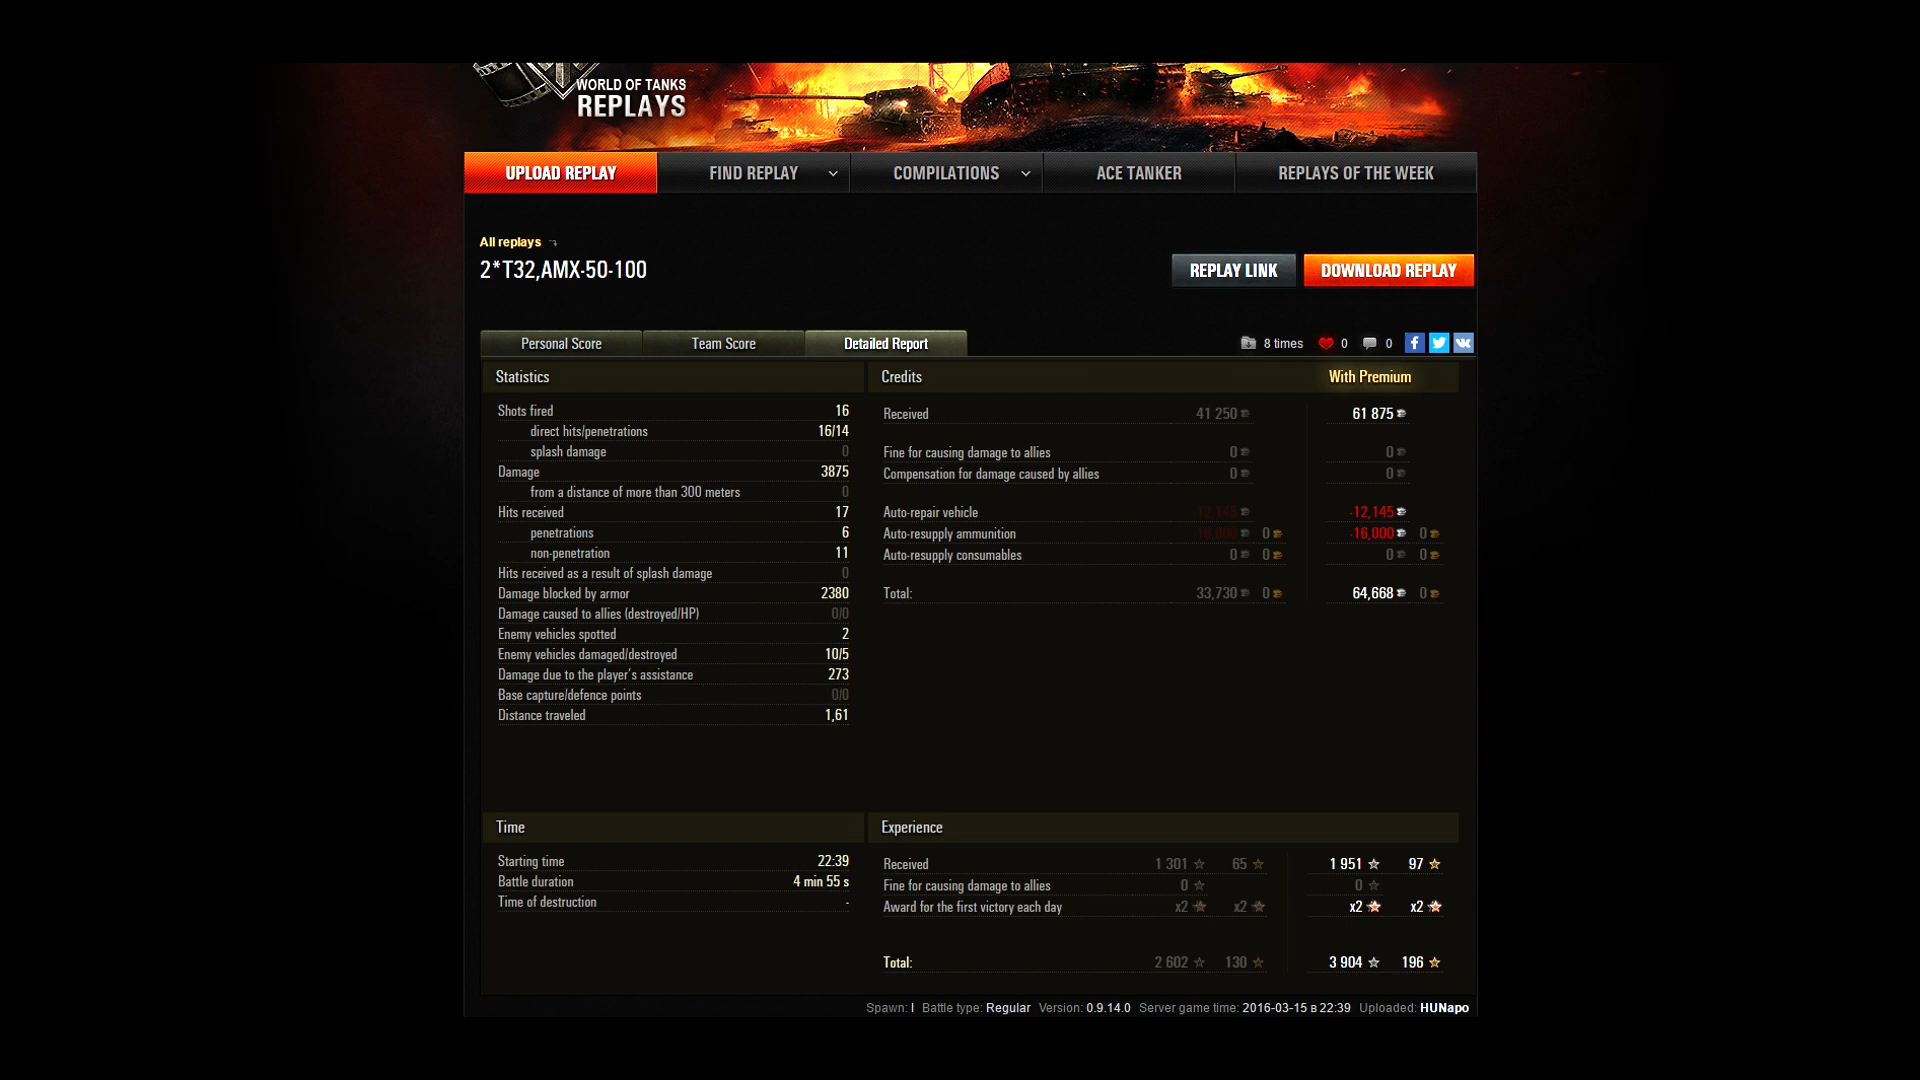 WORLD OF TANKS
REPLAYS
UPLOAD REPLAY FIND REPLAY COMPILATIONS ACE TANKER REPLAYS OF THE WEEK
All replays
2*T32,AMX-50-100
REPLAY LINK DOWNLOAD REPLAY
Personal Score Team Score Detailed Report 8 times 0 0
Statistics
Shots fired 16
direct hits/penetrations 16/14
splash damage 0
Damage 3875
from a distance of more than 300 meters 0
Hits received 17
penetrations 6
non-penetration 11
Hits received as a result of splash damage 0
Damage blocked by armor 2380
Damage caused to allies (destroyed/HP) 0/0
Enemy vehicles spotted 2
Enemy vehicles damaged/destroyed 10/5
Damage due to the player's assistance 273
Base capture/defence points 0/0
Distance traveled 1,61
Credits With Premium
Received 41 250 61 875
Fine for causing damage to allies 0 0
Compensation for damage caused by allies 0 0
Auto-repair vehicle 12,145 -12,145
Auto-resupply ammunition 16,000 0 -16,000 0
Auto-resupply consumables 0 0 0 0
Total: 33,730 0 64,668 0
Time
Starting time 22:39
Battle duration 4 min 55 s
Time of destruction -
Experience
Received 1 301 65 1 951 97
Fine for causing damage to allies 0 0
Award for the first victory each day x2 x2 x2 x2
Total: 2 602 130 3 904 196
Spawn: I Battle type: Regular Version: 0.9.14.0 Server game time: 2016-03-15 в 22:39 Uploaded: HUNapo